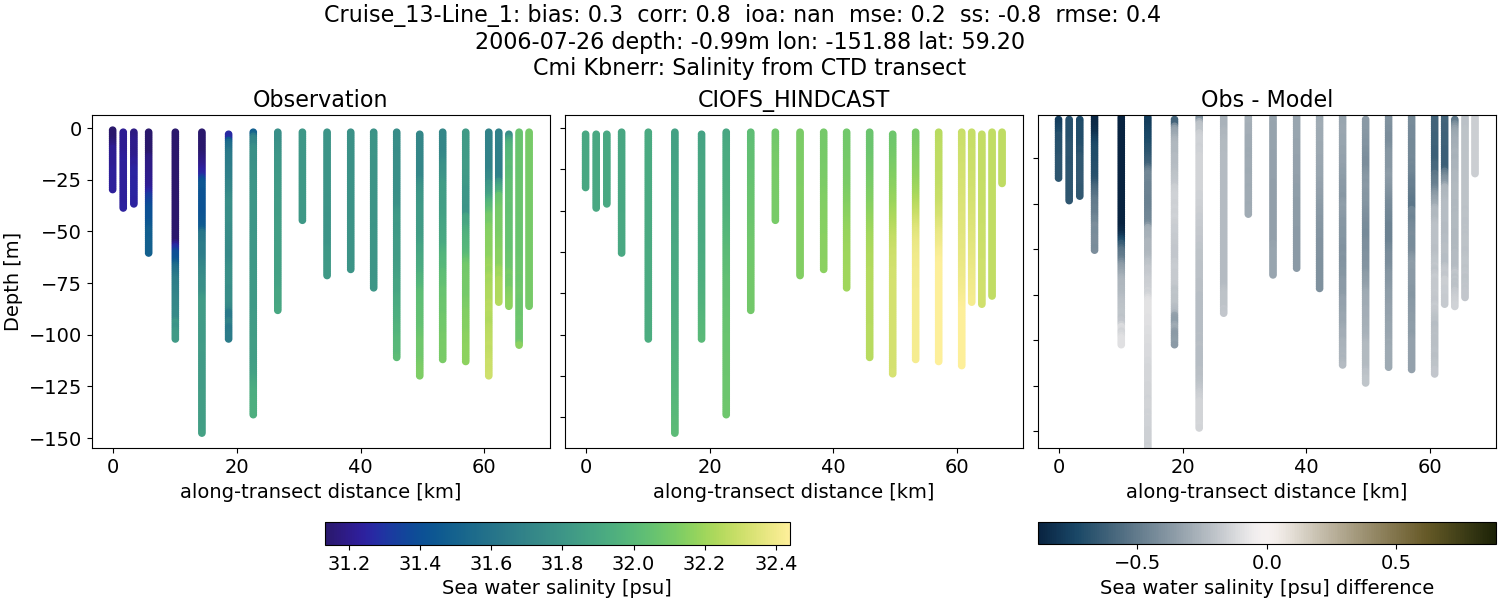 Cruise_13-Line_1: bias: 0.3  corr: 0.8  ioa: nan  mse: 0.2  ss: -0.8  rmse: 0.4
2006-07-26 depth: -0.99m lon: -151.88 lat: 59.20
Cmi Kbnerr: Salinity from CTD transect
Observation
CIOFS_HINDCAST
Obs - Model
Depth [m]
0
−25
−50
−75
−100
−125
−150
0 20 40 60
0 20 40 60
0 20 40 60
along-transect distance [km]
along-transect distance [km]
along-transect distance [km]
31.2 31.4 31.6 31.8 32.0 32.2 32.4
Sea water salinity [psu]
−0.5 0.0 0.5
Sea water salinity [psu] difference